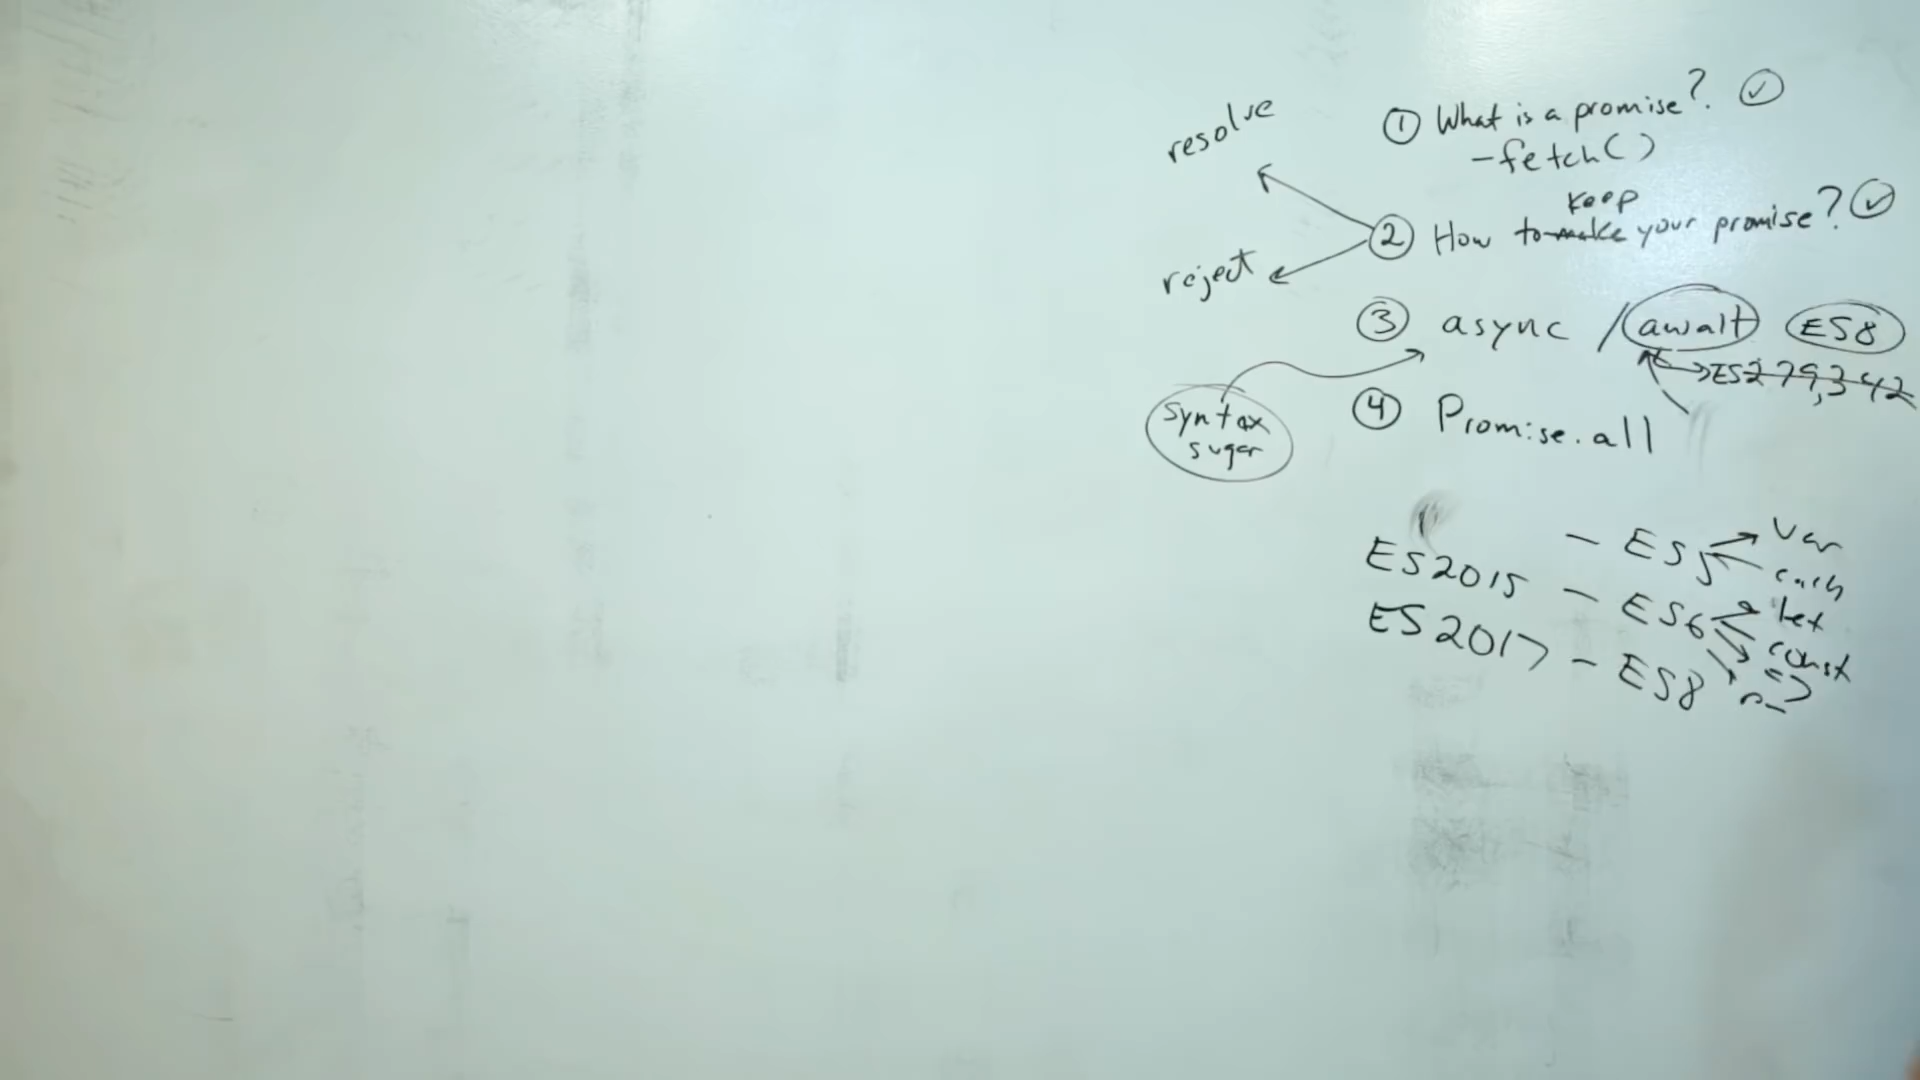 ① What is a promise? ✓
- fetch()
resolve
keep
② How to make your promise? ✓
reject
③ async / await ES8
ES279,342
syntax
sugar
④ Promise.all
- ES5 var
ES2015 - ES6 let
const
ES2017 - ES8